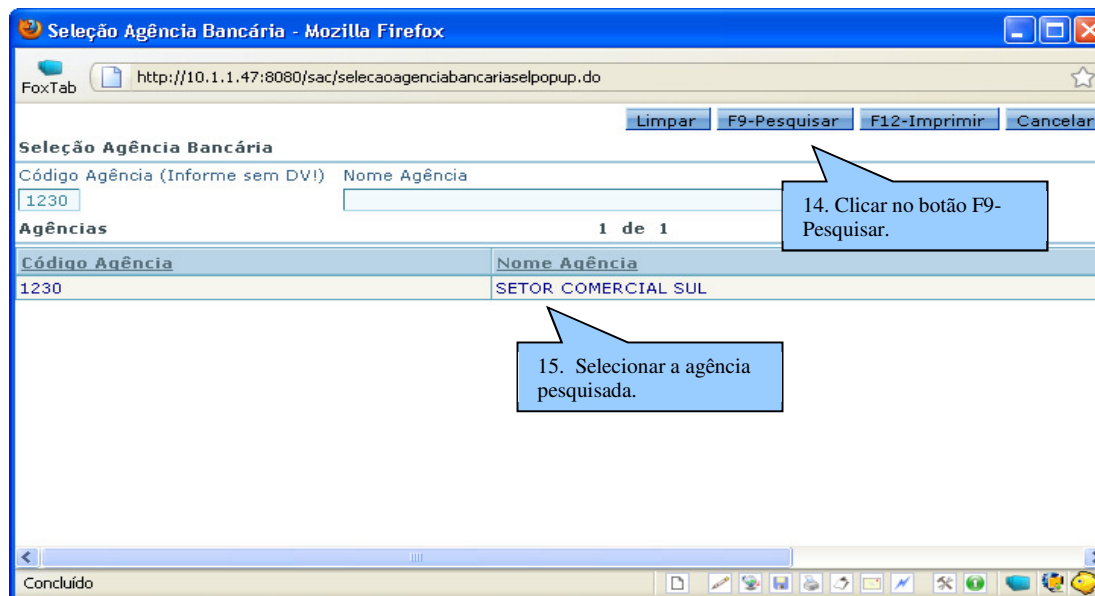 Seleção Agência Bancária - Mozilla Firefox
FoxTab
http://10.1.1.47:8080/sac/selecaoagenciabancariaselpopup.do
Limpar F9-Pesquisar F12-Imprimir Cancelar
Seleção Agência Bancária
Código Agência (Informe sem DV!) Nome Agência
1230
14. Clicar no botão F9-
Pesquisar.
Agências 1 de 1
Código Agência Nome Agência
1230 SETOR COMERCIAL SUL
15. Selecionar a agência
pesquisada.
Concluído